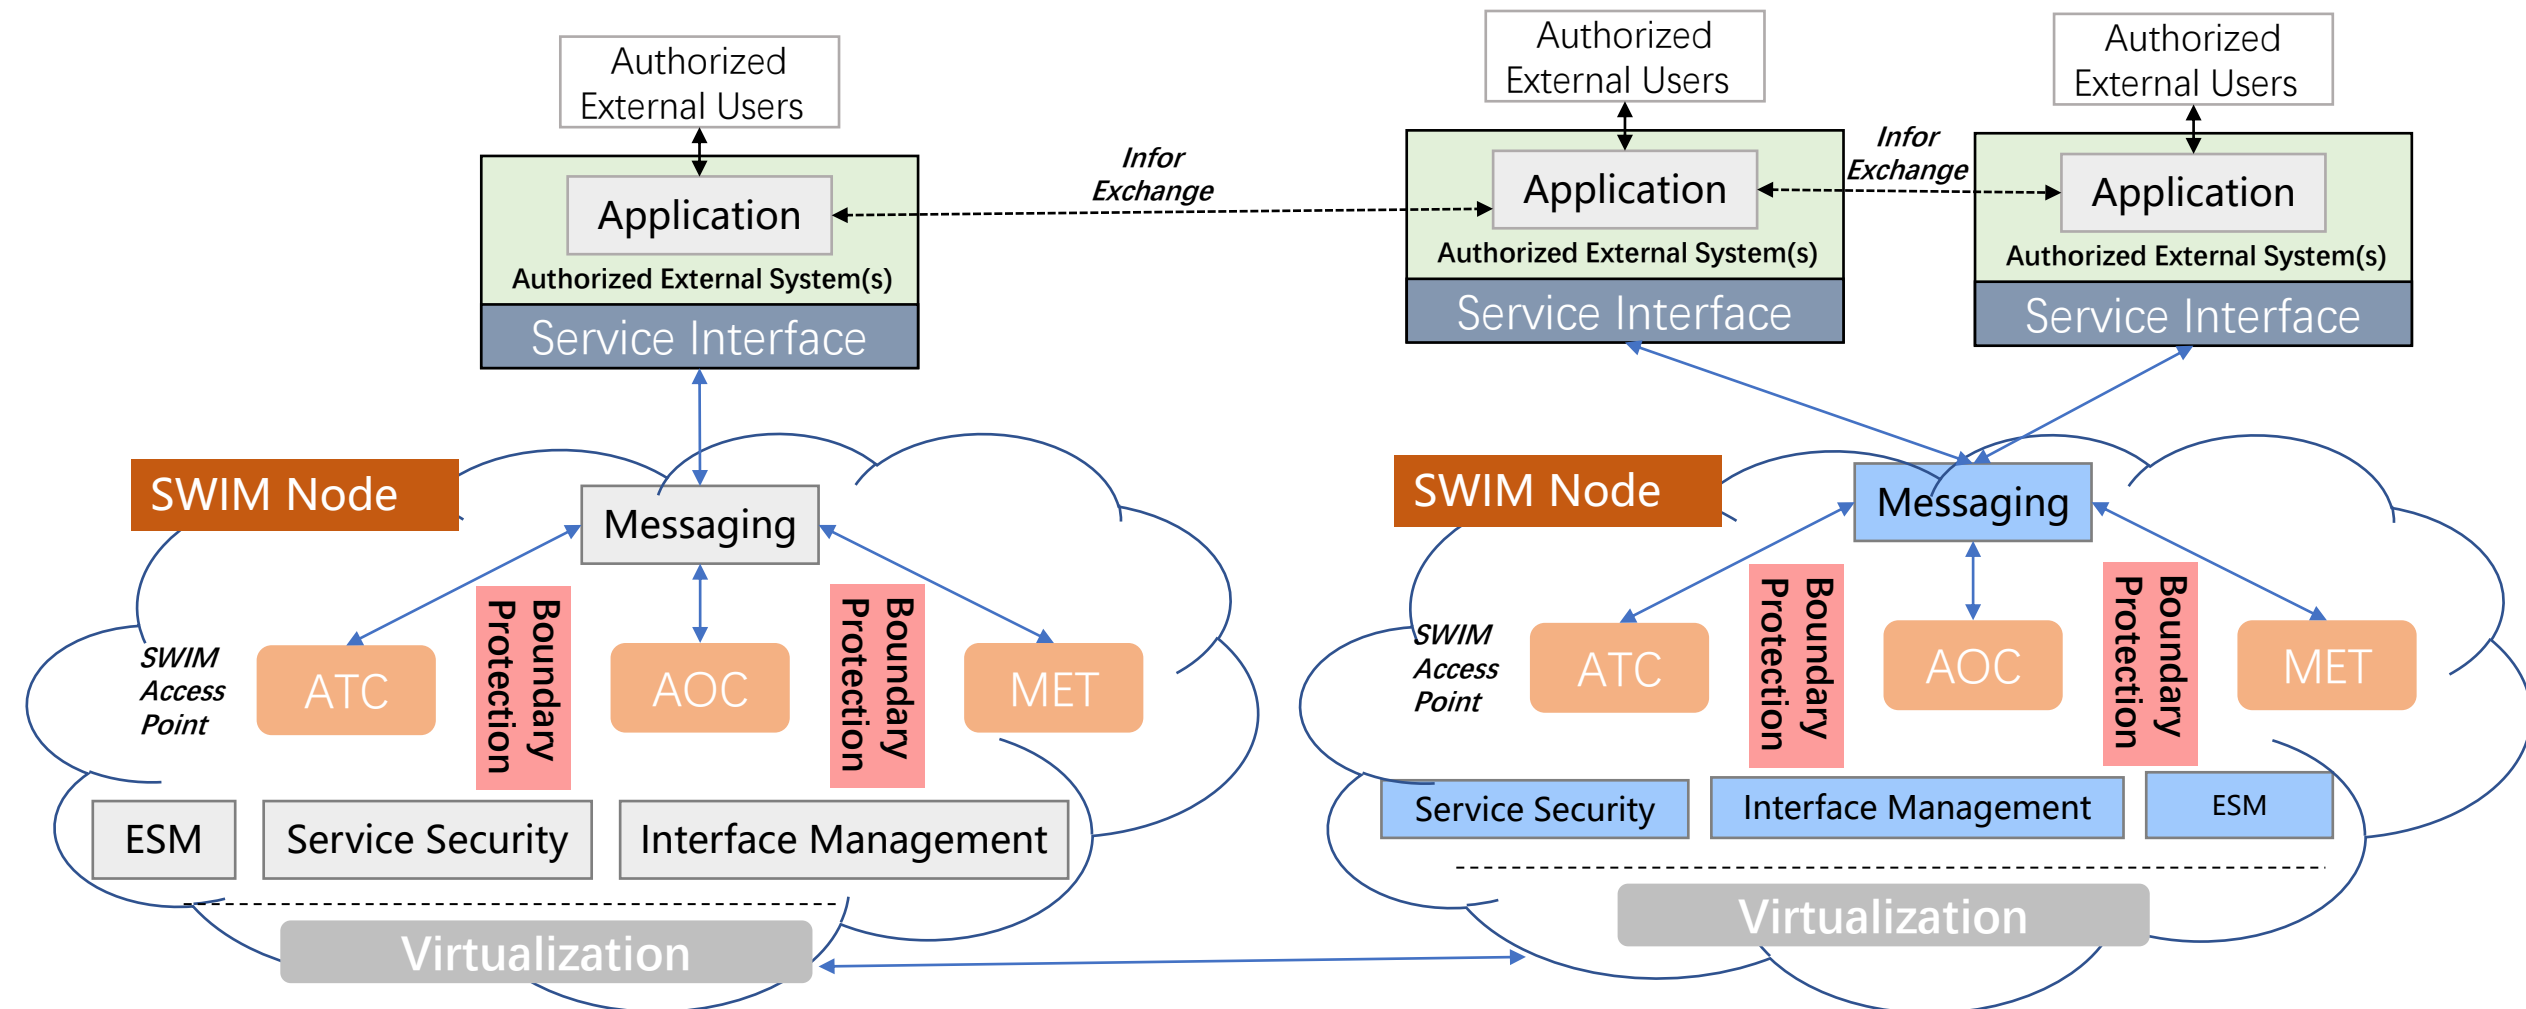 Authorized
External Users
Authorized
External Users
Authorized
External Users
Infor
Exchange
Infor
Exchange
Application
Application
Application
Authorized External System(s)
Authorized External System(s)
Authorized External System(s)
Service Interface
Service Interface
Service Interface
SWIM Node
Messaging
SWIM
Access
Point
ATC
Boundary
Protection
AOC
Boundary
Protection
MET
ESM
Service Security
Interface Management
Virtualization
SWIM Node
Messaging
SWIM
Access
Point
ATC
Boundary
Protection
AOC
Boundary
Protection
MET
Service Security
Interface Management
ESM
Virtualization